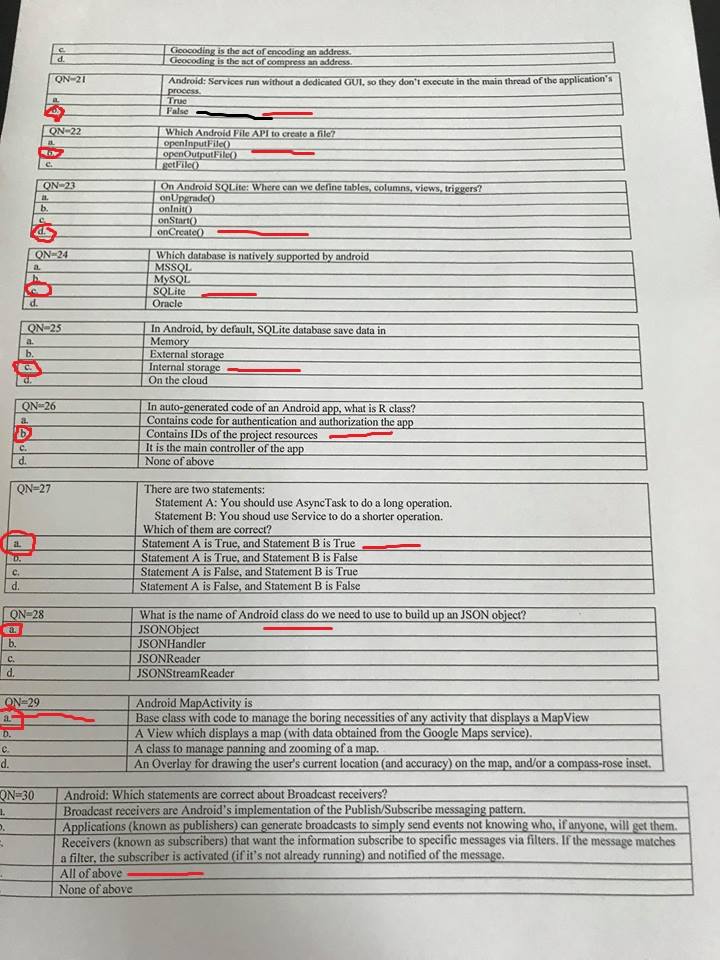 c. Geocoding is the act of encoding an address.
d. Geocoding is the act of compress an address.
QN=21 Android: Services run without a dedicated GUI, so they don't execute in the main thread of the application's
process.
a. True
b. False
QN=22 Which Android File API to create a file?
a. openInputFile()
b. openOutputFile()
c. getFile()
QN=23 On Android SQLite: Where can we define tables, columns, views, triggers?
a. onUpgrade()
b. onInit()
c. onStart()
d. onCreate()
QN=24 Which database is natively supported by android
a. MSSQL
b. MySQL
c. SQLite
d. Oracle
QN=25 In Android, by default, SQLite database save data in
a. Memory
b. External storage
c. Internal storage
d. On the cloud
QN=26 In auto-generated code of an Android app, what is R class?
a. Contains code for authentication and authorization the app
b. Contains IDs of the project resources
c. It is the main controller of the app
d. None of above
QN=27 There are two statements:
Statement A: You should use AsyncTask to do a long operation.
Statement B: You shoud use Service to do a shorter operation.
Which of them are correct?
a. Statement A is True, and Statement B is True
b. Statement A is True, and Statement B is False
c. Statement A is False, and Statement B is True
d. Statement A is False, and Statement B is False
QN=28 What is the name of Android class do we need to use to build up an JSON object?
a. JSONObject
b. JSONHandler
c. JSONReader
d. JSONStreamReader
QN=29 Android MapActivity is
a. Base class with code to manage the boring necessities of any activity that displays a MapView
b. A View which displays a map (with data obtained from the Google Maps service).
c. A class to manage panning and zooming of a map.
d. An Overlay for drawing the user's current location (and accuracy) on the map, and/or a compass-rose inset.
QN=30 Android: Which statements are correct about Broadcast receivers?
Broadcast receivers are Android's implementation of the Publish/Subscribe messaging pattern.
Applications (known as publishers) can generate broadcasts to simply send events not knowing who, if anyone, will get them.
Receivers (known as subscribers) that want the information subscribe to specific messages via filters. If the message matches
a filter, the subscriber is activated (if it's not already running) and notified of the message.
All of above
None of above